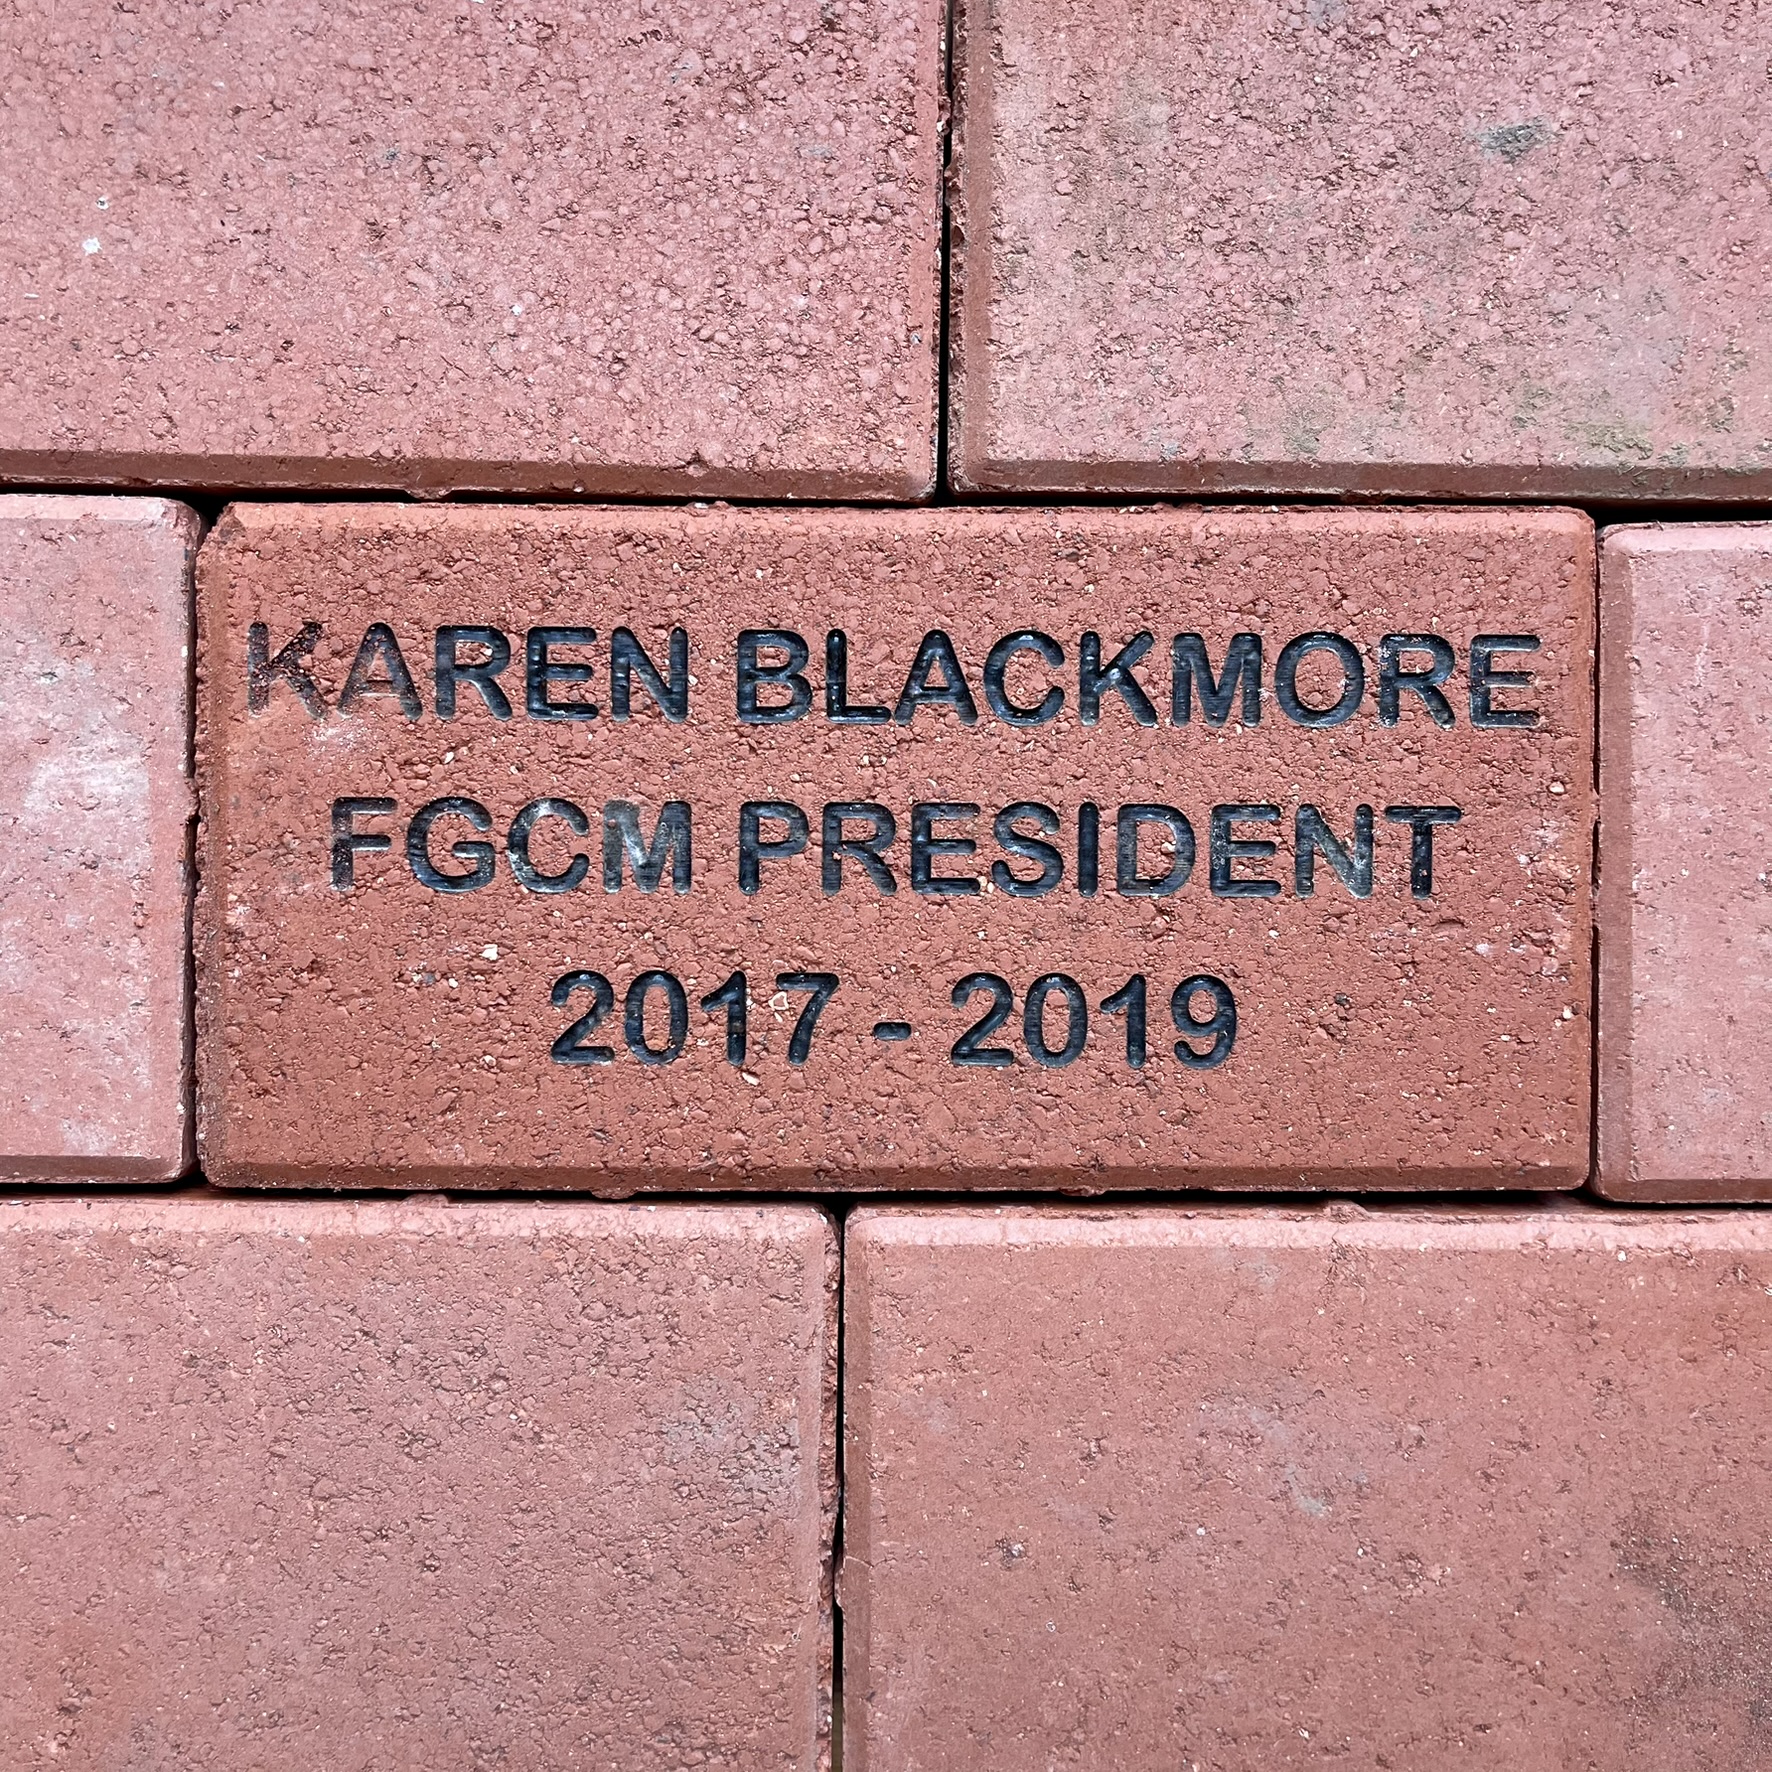 KAREN BLACKMORE
FGCM PRESIDENT
2017 - 2019